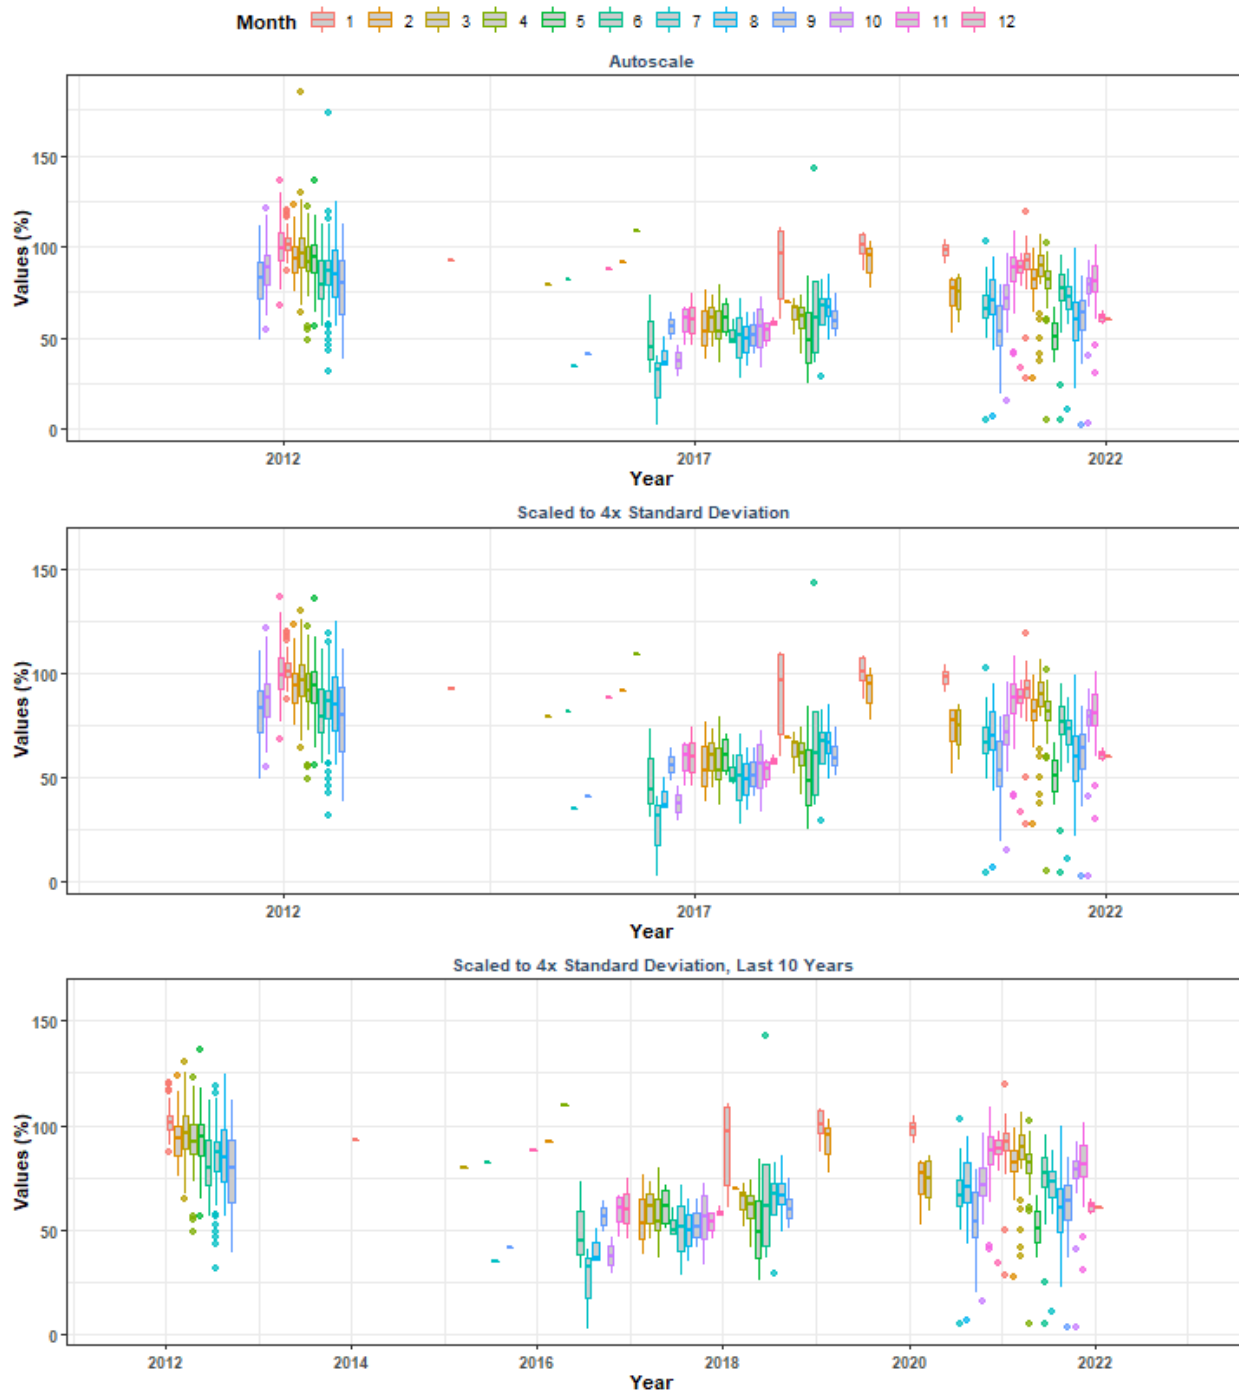 Month 1 2 3 4 5 6 7 8 9 10 11 12
Autoscale
Values (%)
150
100
50
0
2012 2017 2022
Year
Scaled to 4x Standard Deviation
Values (%)
150
100
50
0
2012 2017 2022
Year
Scaled to 4x Standard Deviation, Last 10 Years
Values (%)
150
100
50
0
2012 2014 2016 2018 2020 2022
Year